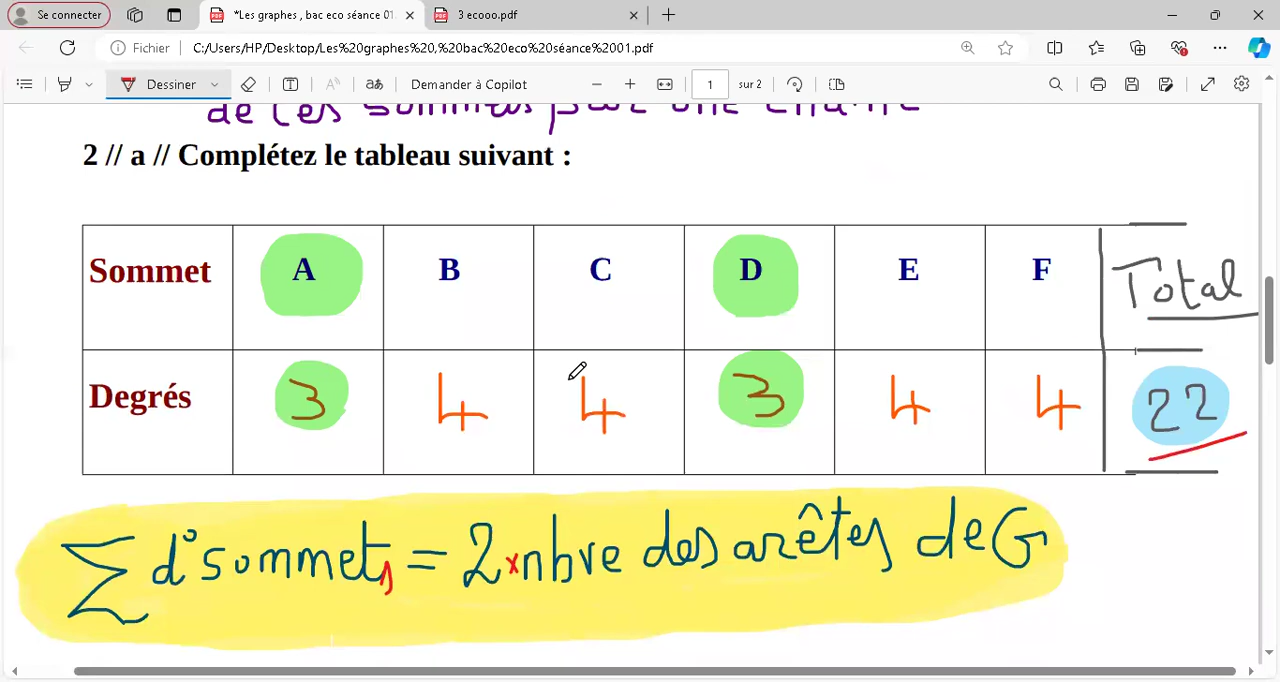 Se connecter
*Les graphes , bac eco séance 01.
3 ecooo.pdf
Fichier
C:/Users/HP/Desktop/Les%20graphes%20,%20bac%20eco%20séance%2001.pdf
Dessiner
Demander à Copilot
1
sur 2
2 // a // Complétez le tableau suivant :
Sommet A B C D E F Total
Degrés 3 4 4 3 4 4 22
∑ d° sommets = 2 × nbre des arêtes de G